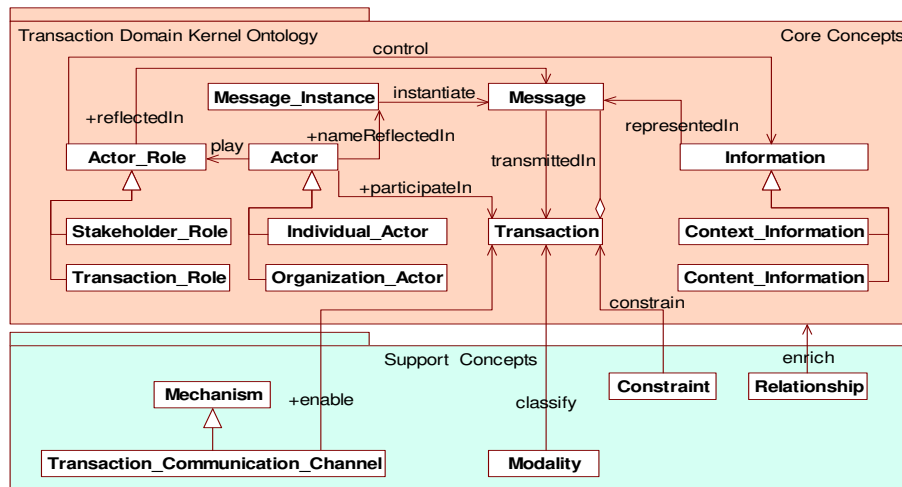 Transaction Domain Kernel Ontology
Core Concepts
control
Message_Instance
instantiate
Message
+reflectedIn
+nameReflectedIn
representedIn
play
Actor_Role
Actor
transmittedIn
Information
+participateIn
Stakeholder_Role
Individual_Actor
Transaction
Context_Information
Transaction_Role
Organization_Actor
Content_Information
constrain
Support Concepts
enrich
Mechanism
Constraint
Relationship
+enable
classify
Transaction_Communication_Channel
Modality